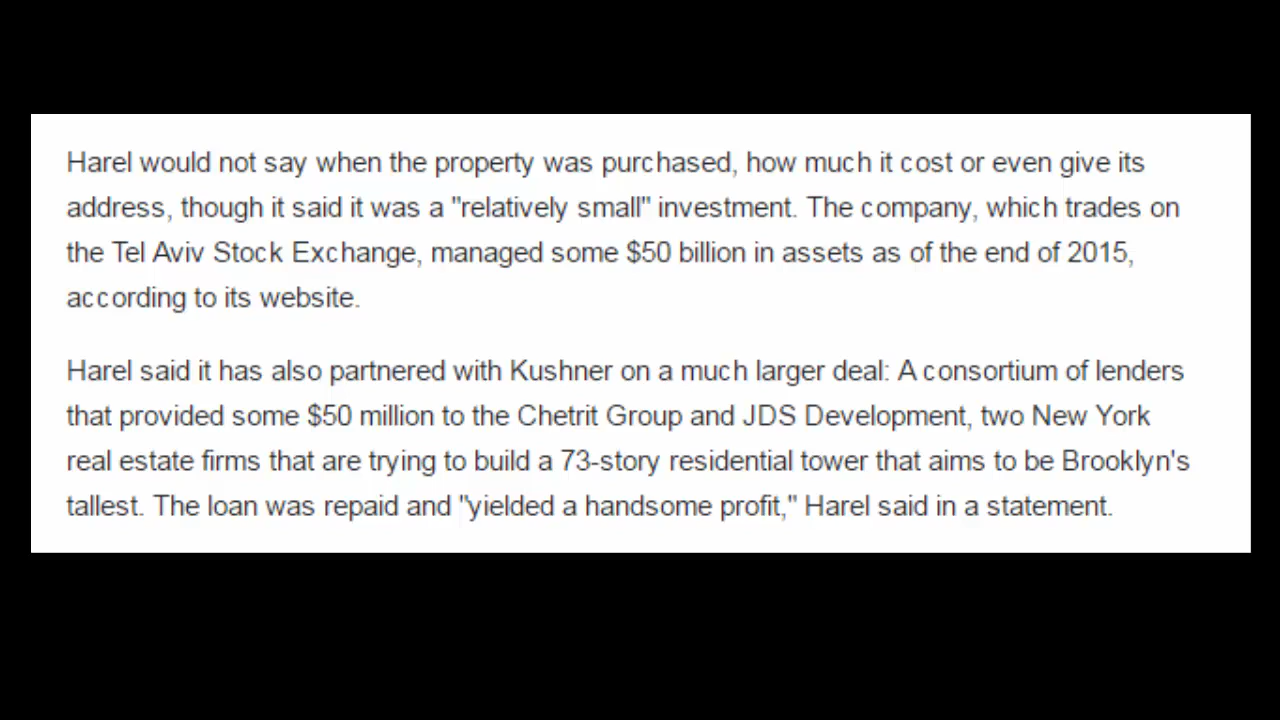 Harel would not say when the property was purchased, how much it cost or even give its
address, though it said it was a "relatively small" investment. The company, which trades on
the Tel Aviv Stock Exchange, managed some $50 billion in assets as of the end of 2015,
according to its website.
Harel said it has also partnered with Kushner on a much larger deal: A consortium of lenders
that provided some $50 million to the Chetrit Group and JDS Development, two New York
real estate firms that are trying to build a 73-story residential tower that aims to be Brooklyn's
tallest. The loan was repaid and "yielded a handsome profit," Harel said in a statement.